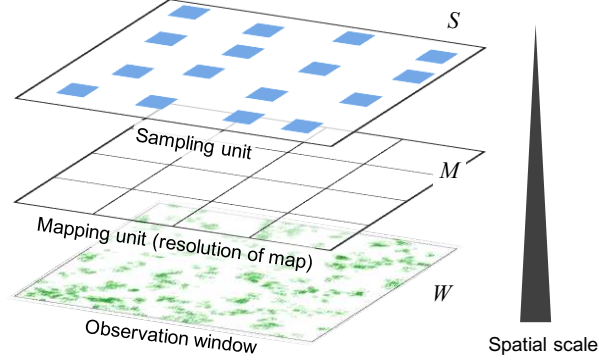 S
Sampling unit
M
Mapping unit (resolution of map)
W
Observation window
Spatial scale